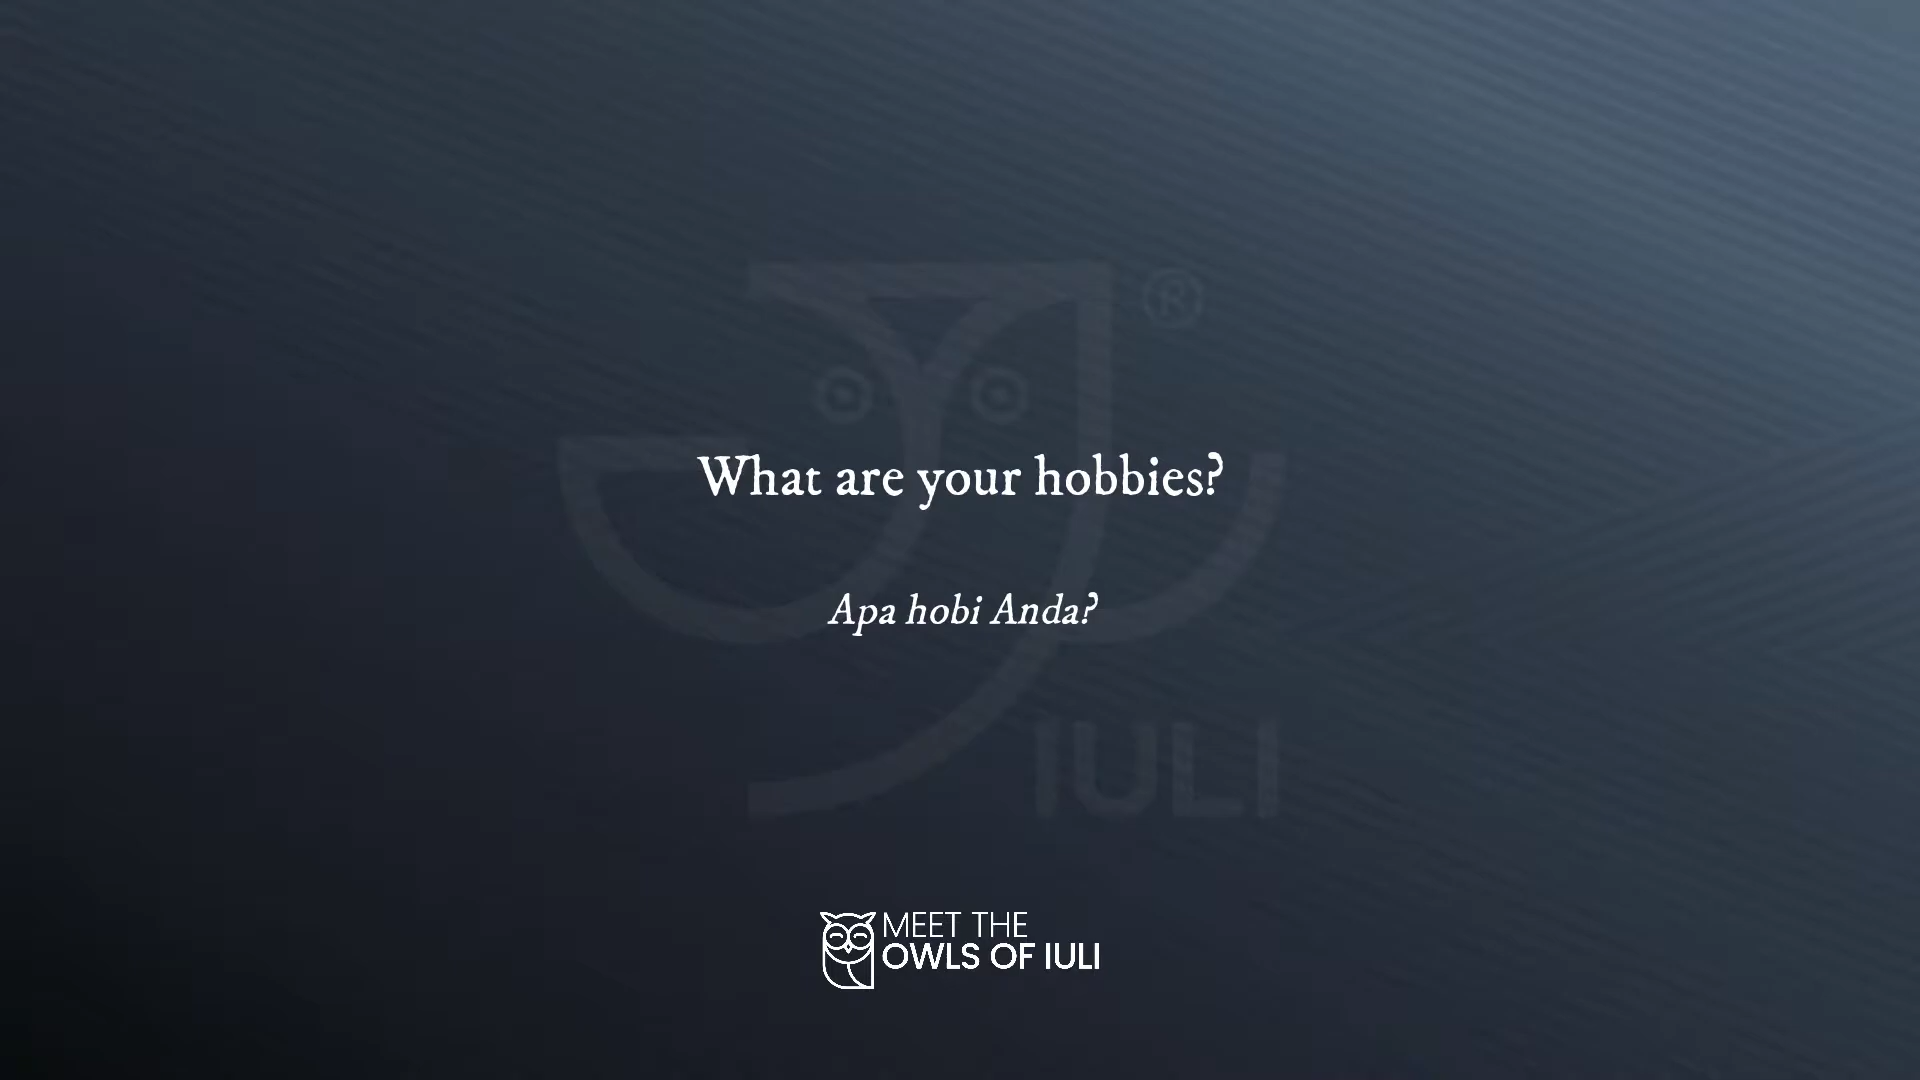 ®
What are your hobbies?
Apa hobi Anda?
IULI
MEET THE
OWLS OF IULI